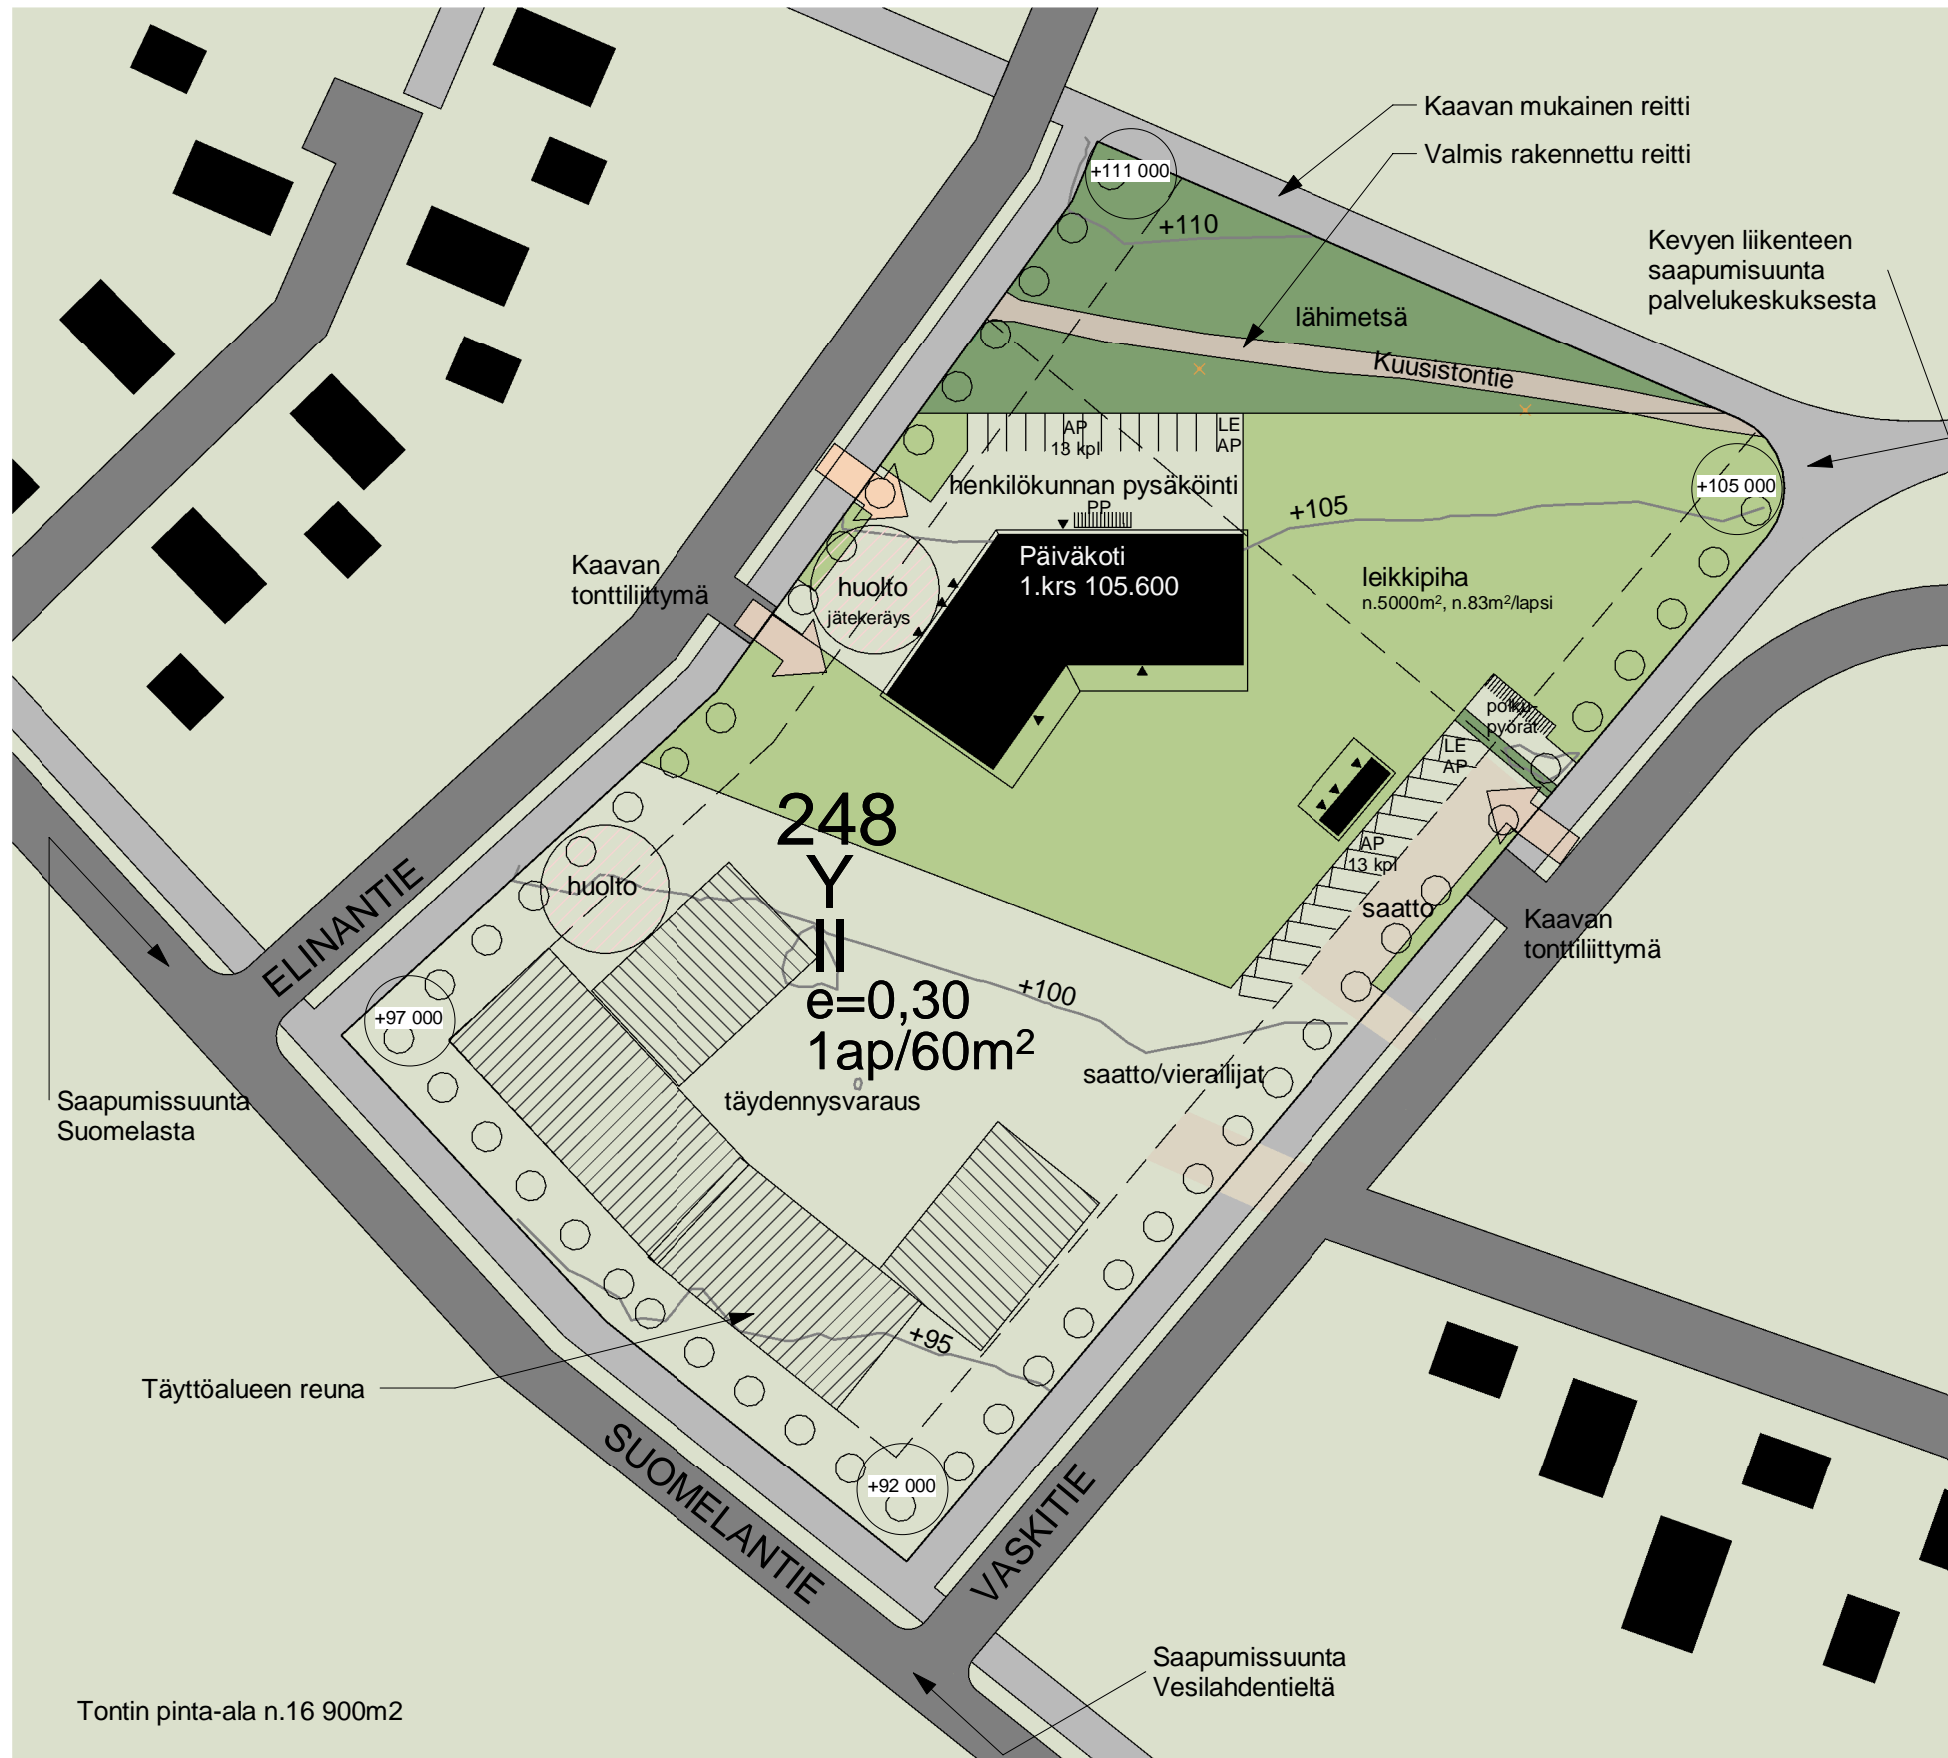 Kaavan mukainen reitti
Valmis rakennettu reitti
+111 000
+110
Kevyen liikenteen
saapumisuunta
palvelukeskuksesta
lähimetsä
Kuusistontie
AP
13 kpl
LE
AP
henkilökunnan pysäköinti
PP
+105
+105 000
Kaavan
tonttiliittymä
huolto
jätekeräys
Päiväkoti
1.krs 105.600
leikkipiha
n.5000m², n.83m²/lapsi
polku-
pyörät
LE
AP
AP
13 kpl
saatto
Kaavan
tonttiliittymä
248
Y
II
e=0,30
1ap/60m²
huolto
ELINANTIE
+97 000
+100
saatto/vierailijat
täydennysvaraus
Saapumissuunta
Suomelasta
+95
Täyttöalueen reuna
SUOMELANTIE
+92 000
VASKITIE
Saapumissuunta
Vesilahdentieltä
Tontin pinta-ala n.16 900m2